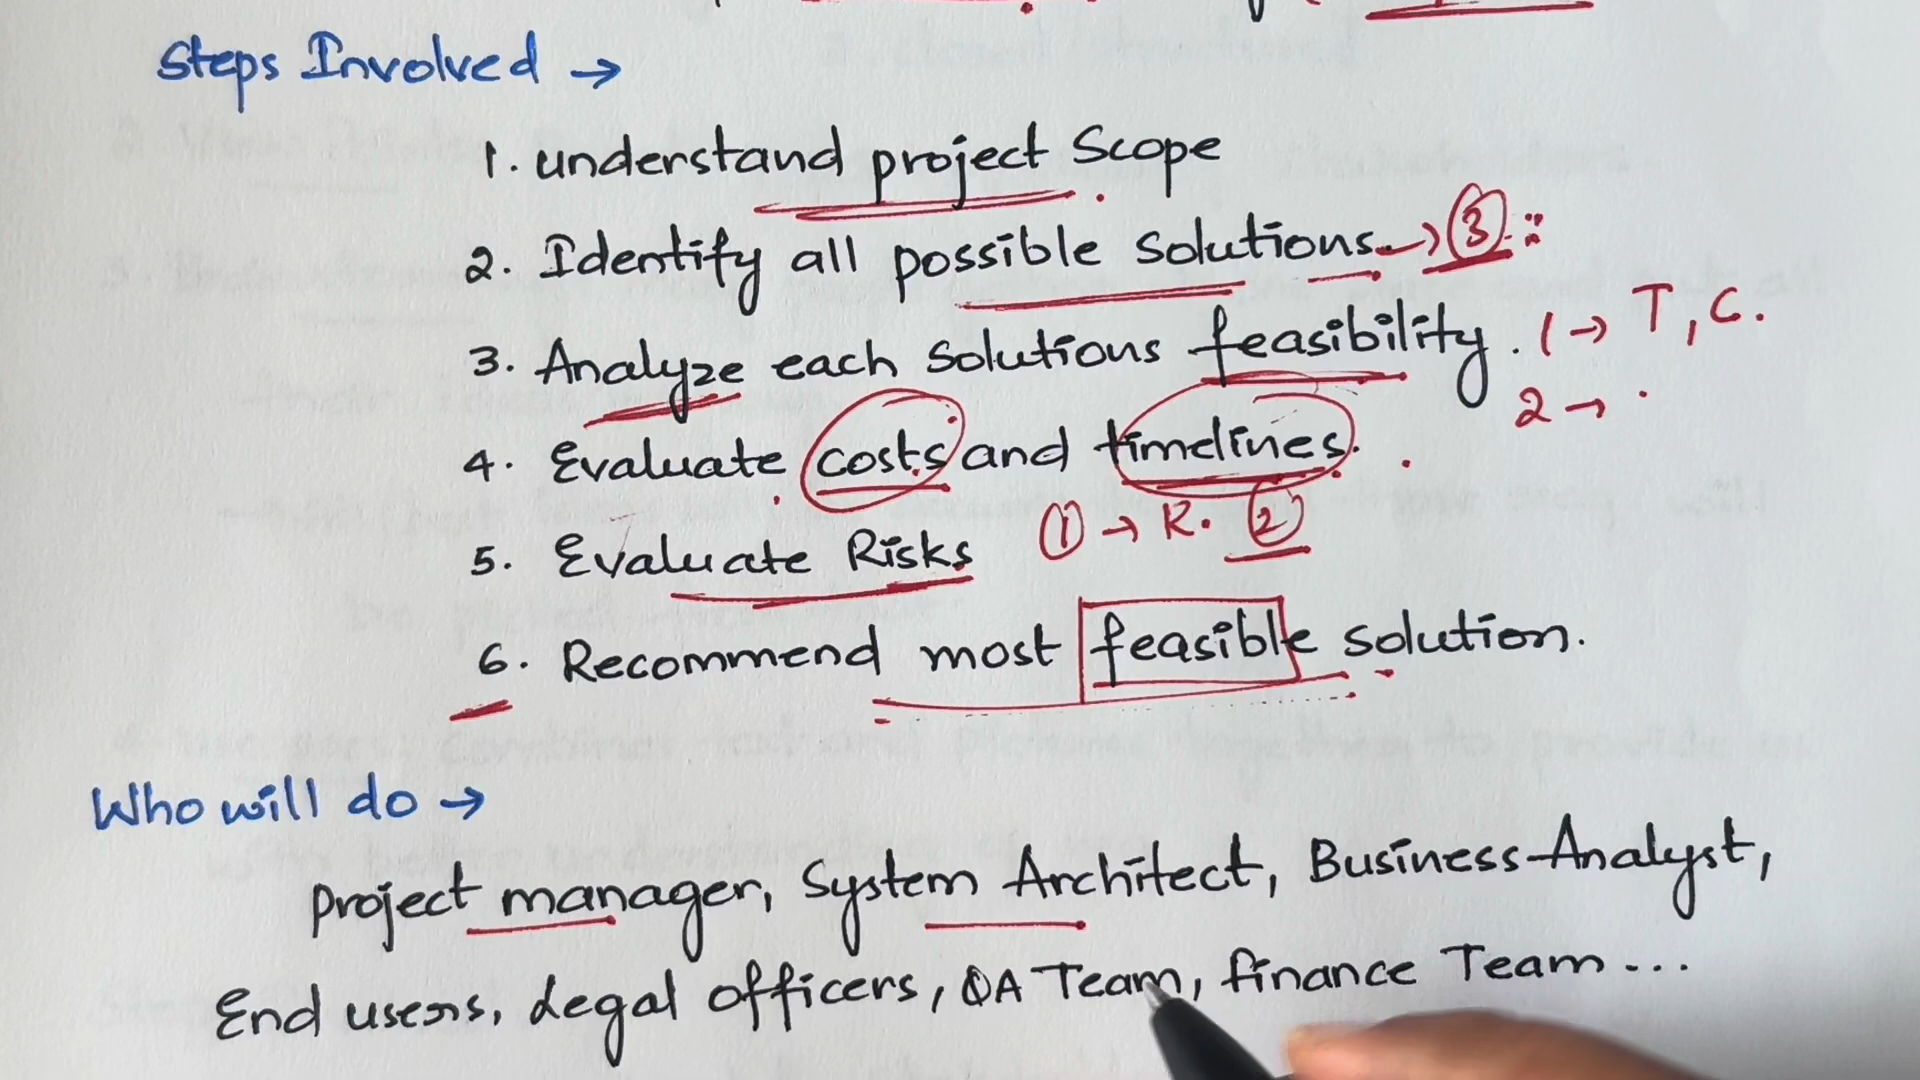 Steps Involved →
1. understand project Scope
2. Identify all possible solutions. → 3
3. Analyze each solutions feasibility. 1 → T, C.
2 →
4. Evaluate costs and timelines.
5. Evaluate Risks 1 → R. 2
6. Recommend most feasible solution.
Who will do →
Project manager, System Architect, Business-Analyst,
End users, Legal officers, QA Team, finance Team ...